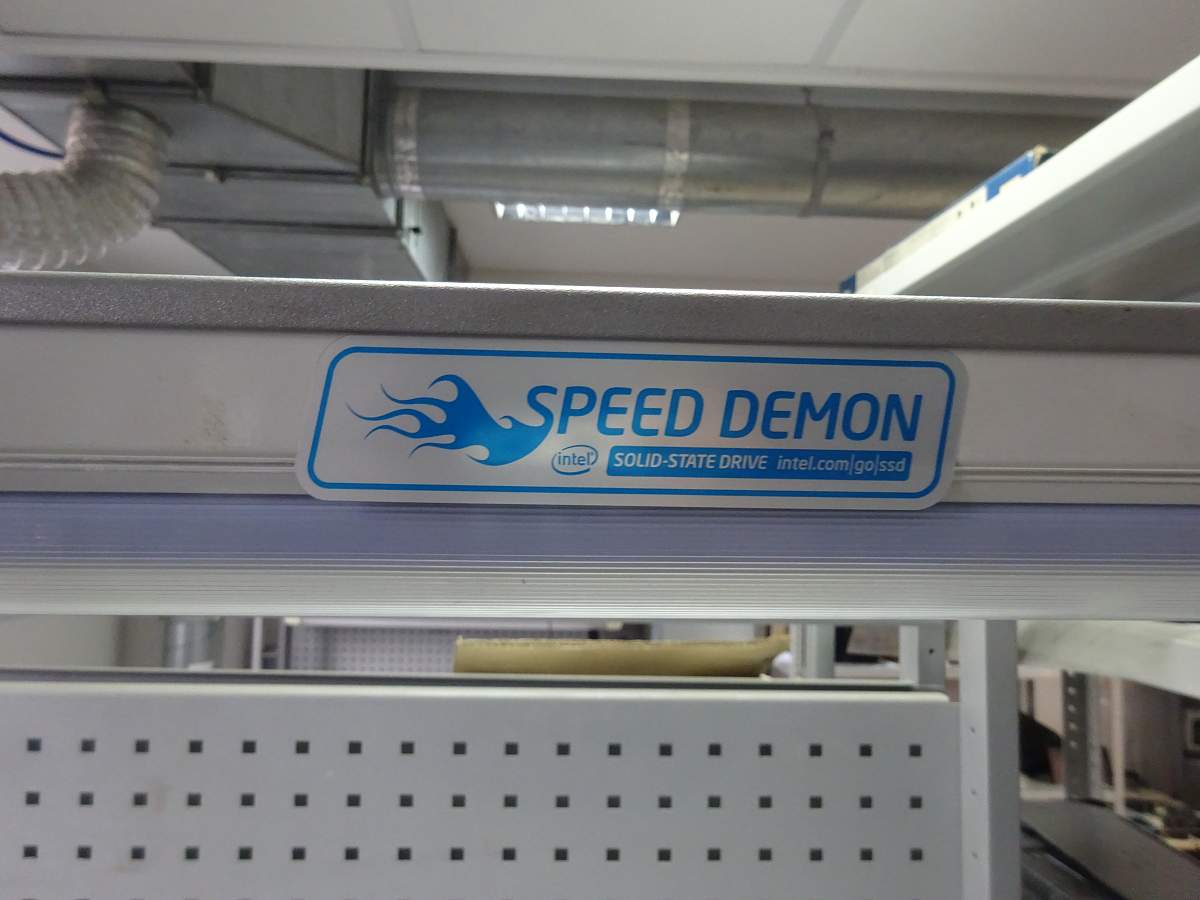 SPEED DEMON
intel® SOLID-STATE DRIVE intel.com|go|ssd